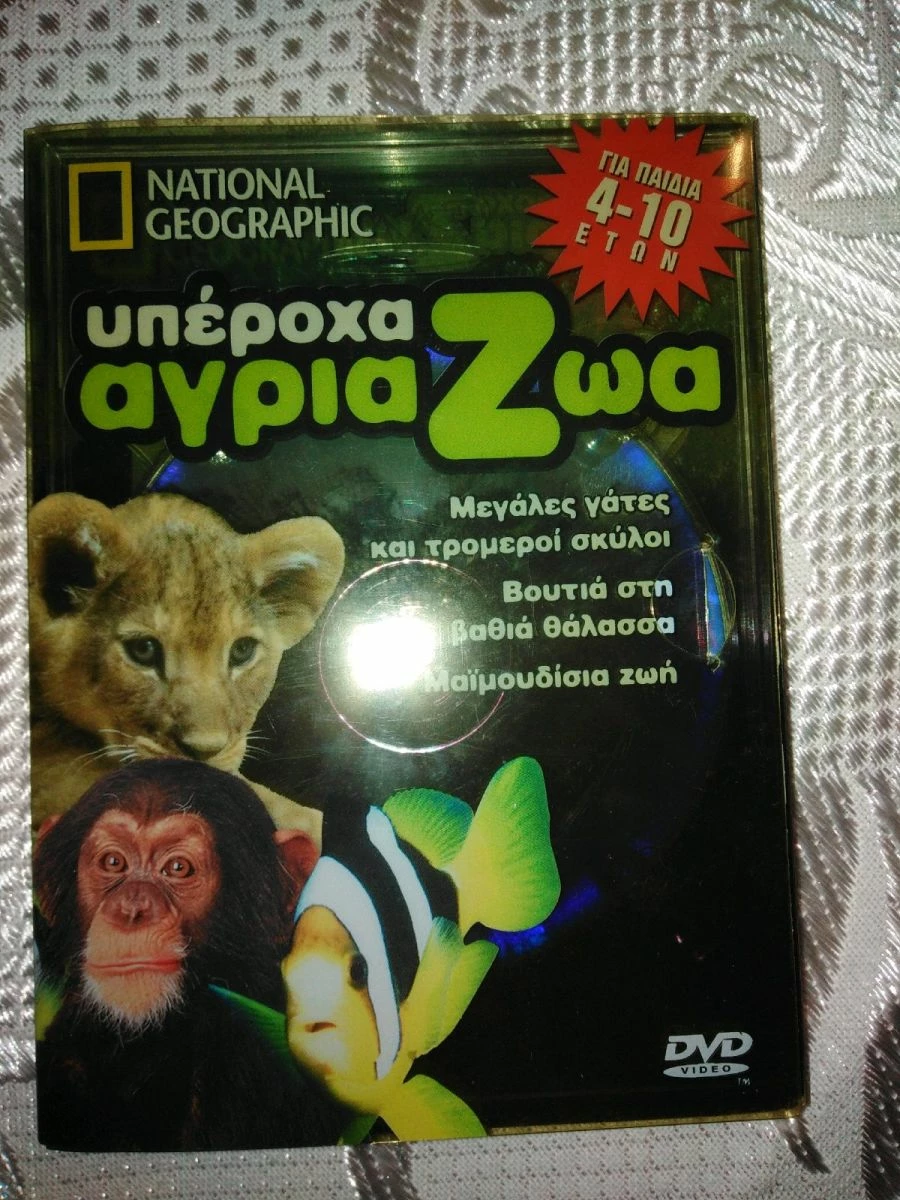 NATIONAL
GEOGRAPHIC
ΓΙΑ ΠΑΙΔΙΑ
4-10
ΕΤΩΝ
υπέροχα
αγρια Ζωα
Μεγάλες γάτες
και τρομεροί σκύλοι
Βουτιά στη
βαθιά θάλασσα
Μαϊμουδίσια ζωή
DVD
VIDEO
TM